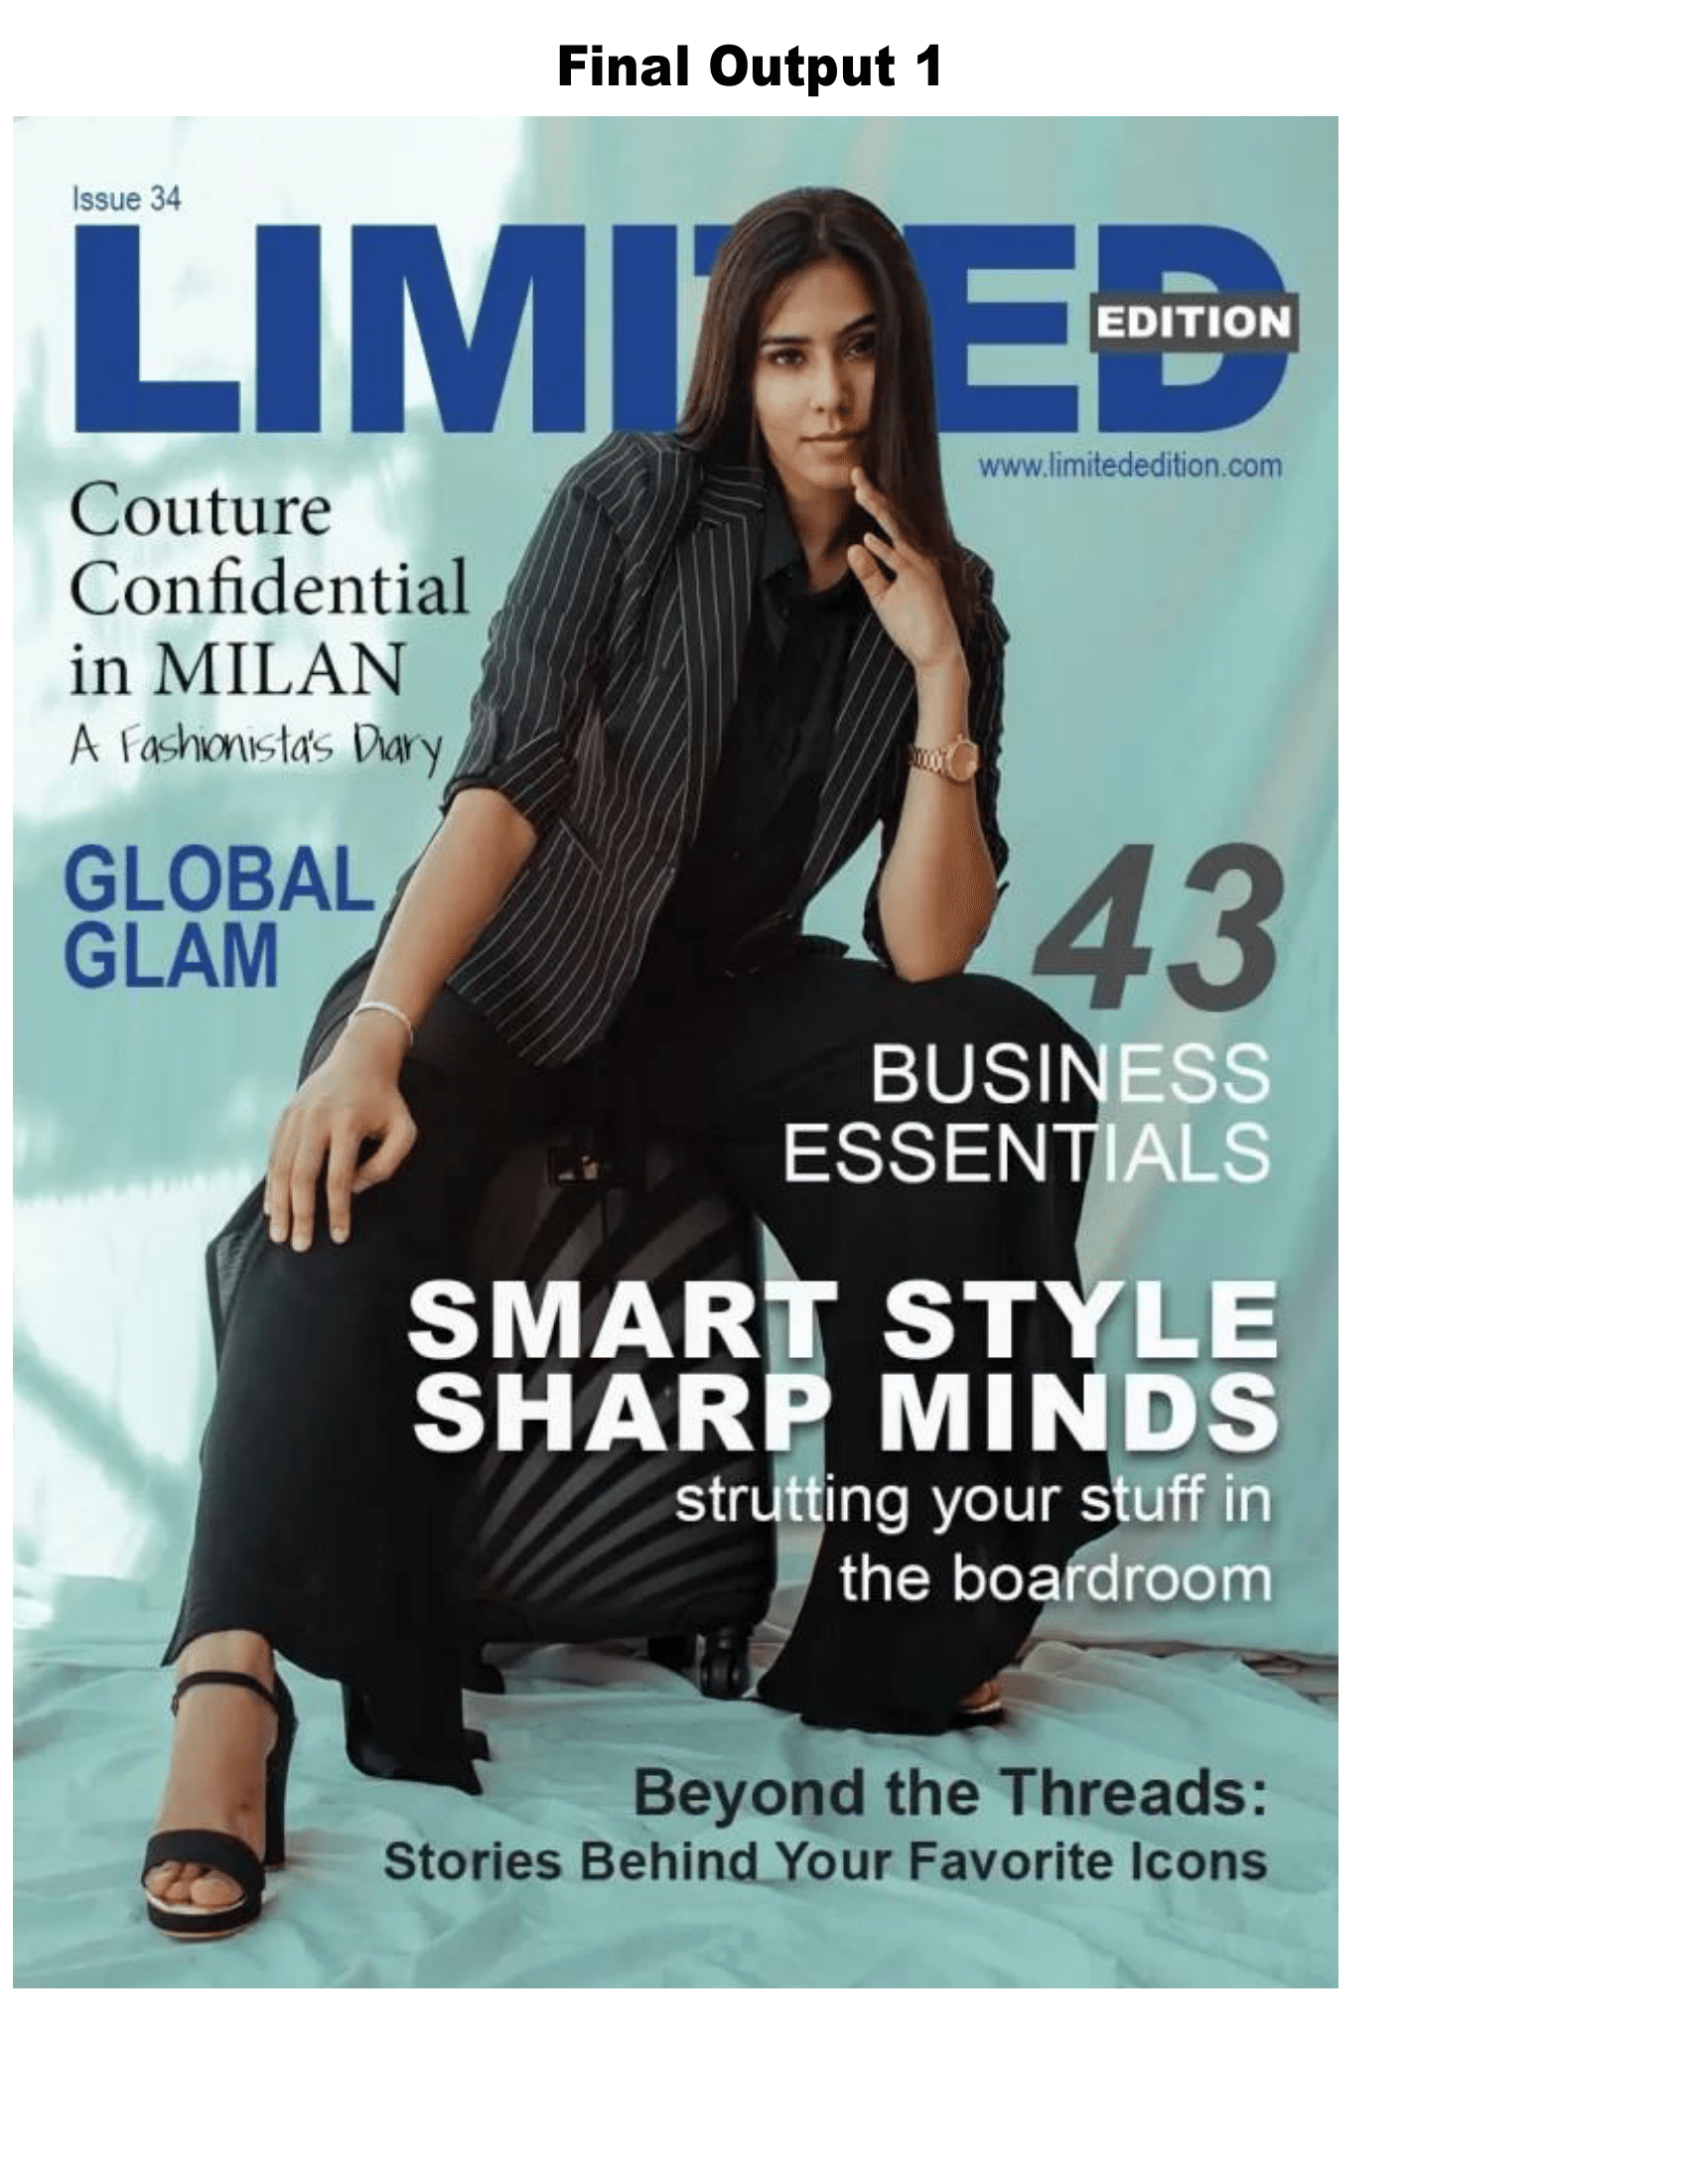 Final Output 1
Issue 34
LIMITED
EDITION
www.limitededition.com
Couture
Confidential
in MILAN
A Fashionista's Diary
GLOBAL
GLAM
43
BUSINESS
ESSENTIALS
SMART STYLE
SHARP MINDS
strutting your stuff in
the boardroom
Beyond the Threads:
Stories Behind Your Favorite Icons